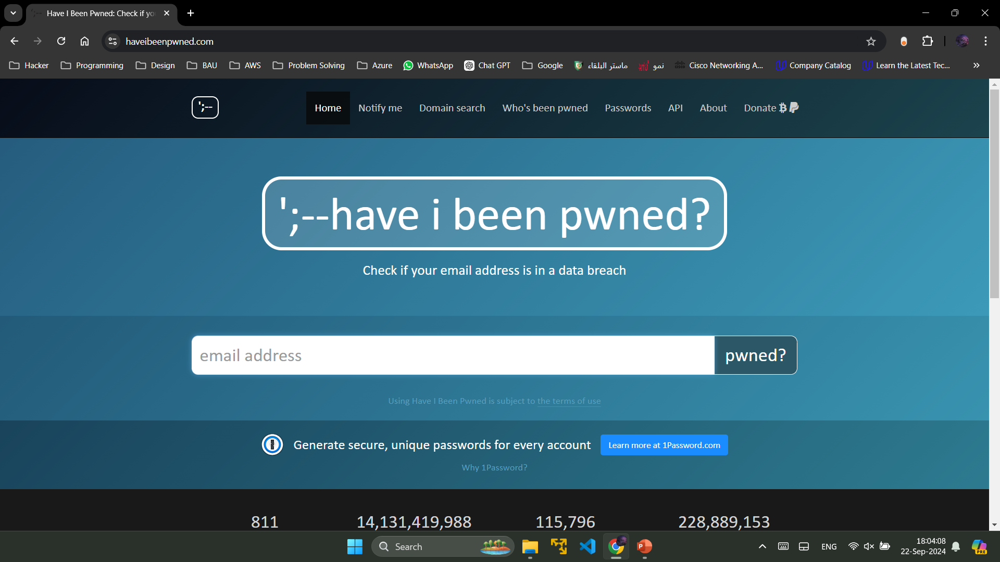 Have I Been Pwned: Check if yo
haveibeenpwned.com
Hacker Programming Design BAU AWS Problem Solving Azure WhatsApp Chat GPT Google ماستر البلقاء نمو Cisco Networking A... Company Catalog Learn the Latest Tec...
';--
Home Notify me Domain search Who's been pwned Passwords API About Donate
';--have i been pwned?
Check if your email address is in a data breach
email address
pwned?
Using Have I Been Pwned is subject to the terms of use
Generate secure, unique passwords for every account
Learn more at 1Password.com
Why 1Password?
811 14,131,419,988 115,796 228,889,153
Search
ENG
18:04:08
22-Sep-2024
PRE